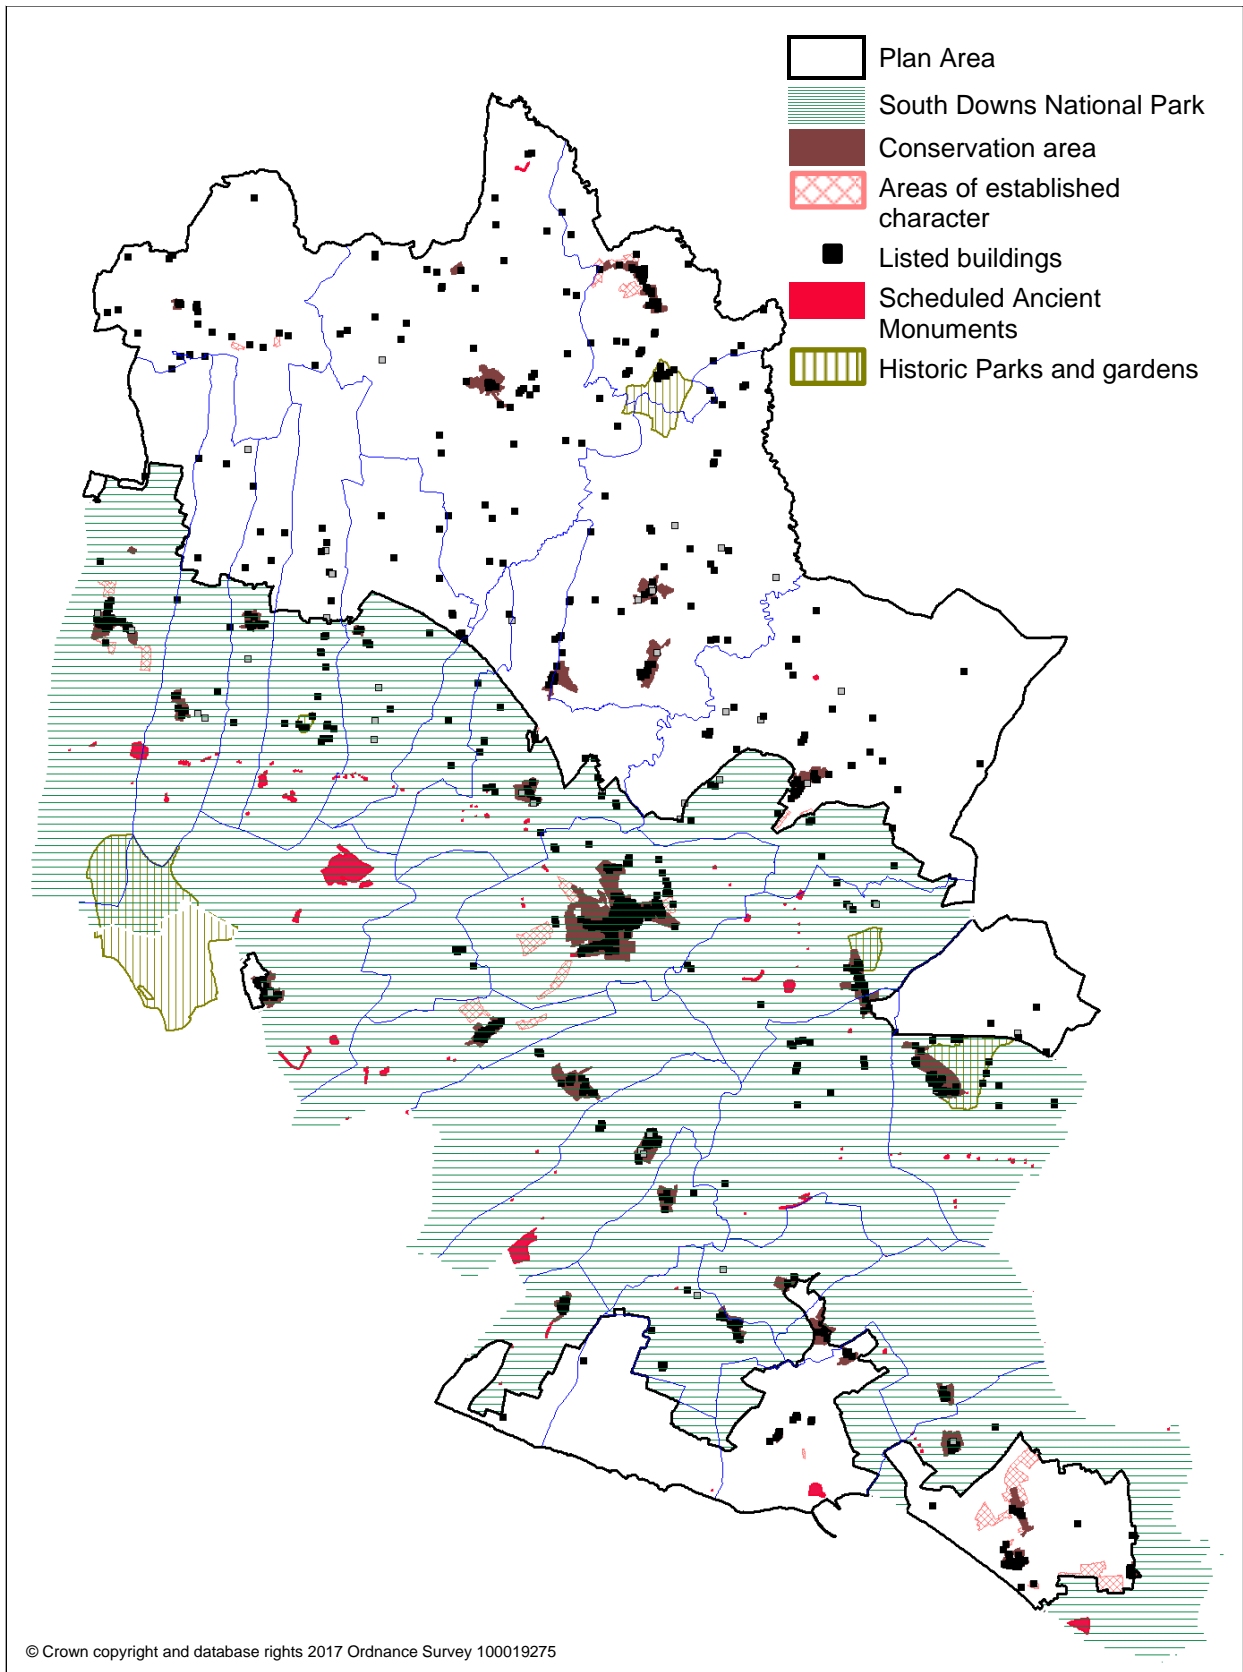 Plan Area
South Downs National Park
Conservation area
Areas of established
character
Listed buildings
Scheduled Ancient
Monuments
Historic Parks and gardens
© Crown copyright and database rights 2017 Ordnance Survey 100019275